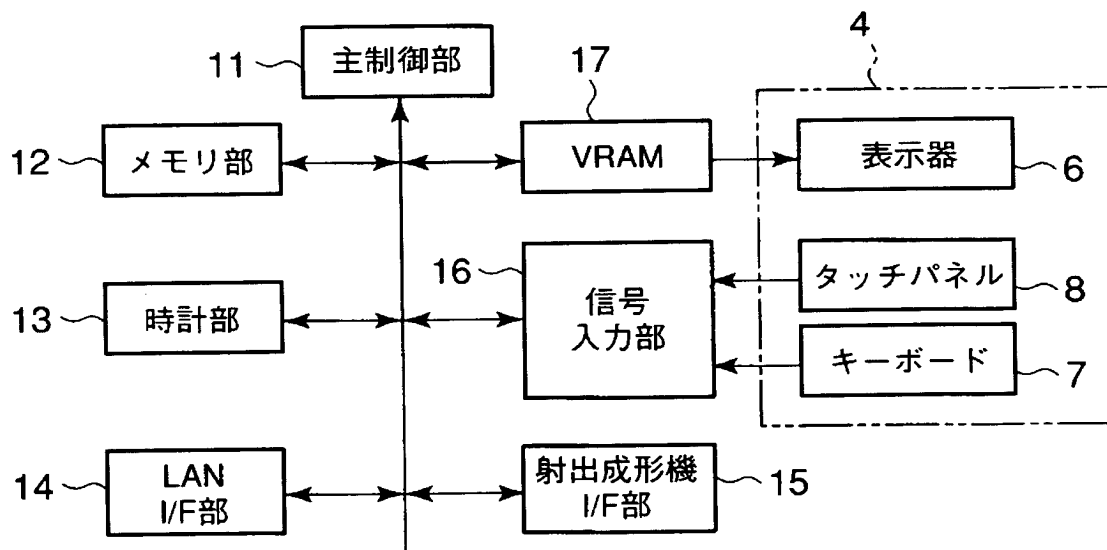 4
11
主制御部
17
12
メモリ部
VRAM
表示器
6
16
信号
入力部
タッチパネル
8
13
時計部
キーボード
7
14
LAN
I/F部
射出成形機
I/F部
15